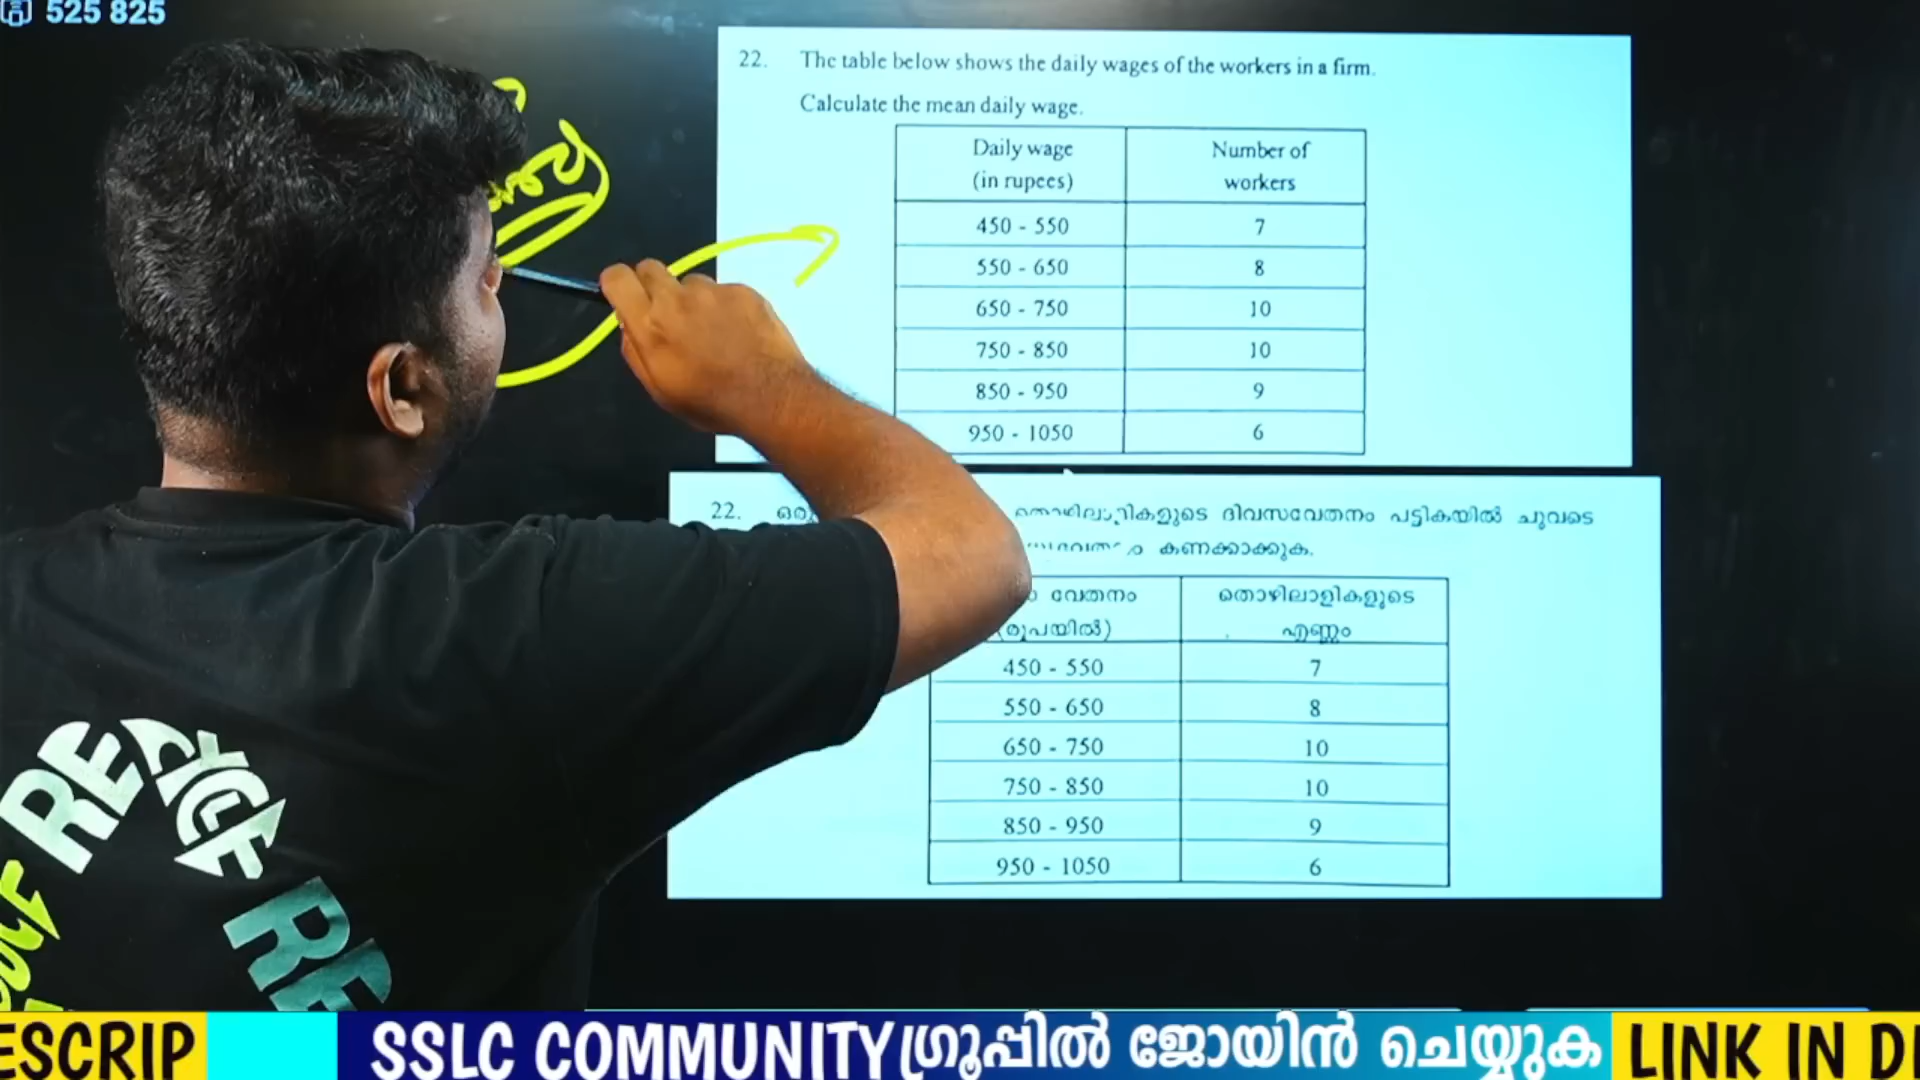 525 825
22. The table below shows the daily wages of the workers in a firm.
Calculate the mean daily wage.
Daily wage (in rupees) Number of workers
450 - 550 7
550 - 650 8
650 - 750 10
750 - 850 10
850 - 950 9
950 - 1050 6
22. ദിവസവേതനം പട്ടികയിൽ ചുവടെ
കണക്കാക്കുക.
വേതനം (രൂപയിൽ) തൊഴിലാളികളുടെ എണ്ണം
450 - 550 7
550 - 650 8
650 - 750 10
750 - 850 10
850 - 950 9
950 - 1050 6
RE
RE
ESCRIP SSLC COMMUNITY ഗ്രൂപ്പിൽ ജോയിൻ ചെയ്യുക LINK IN D